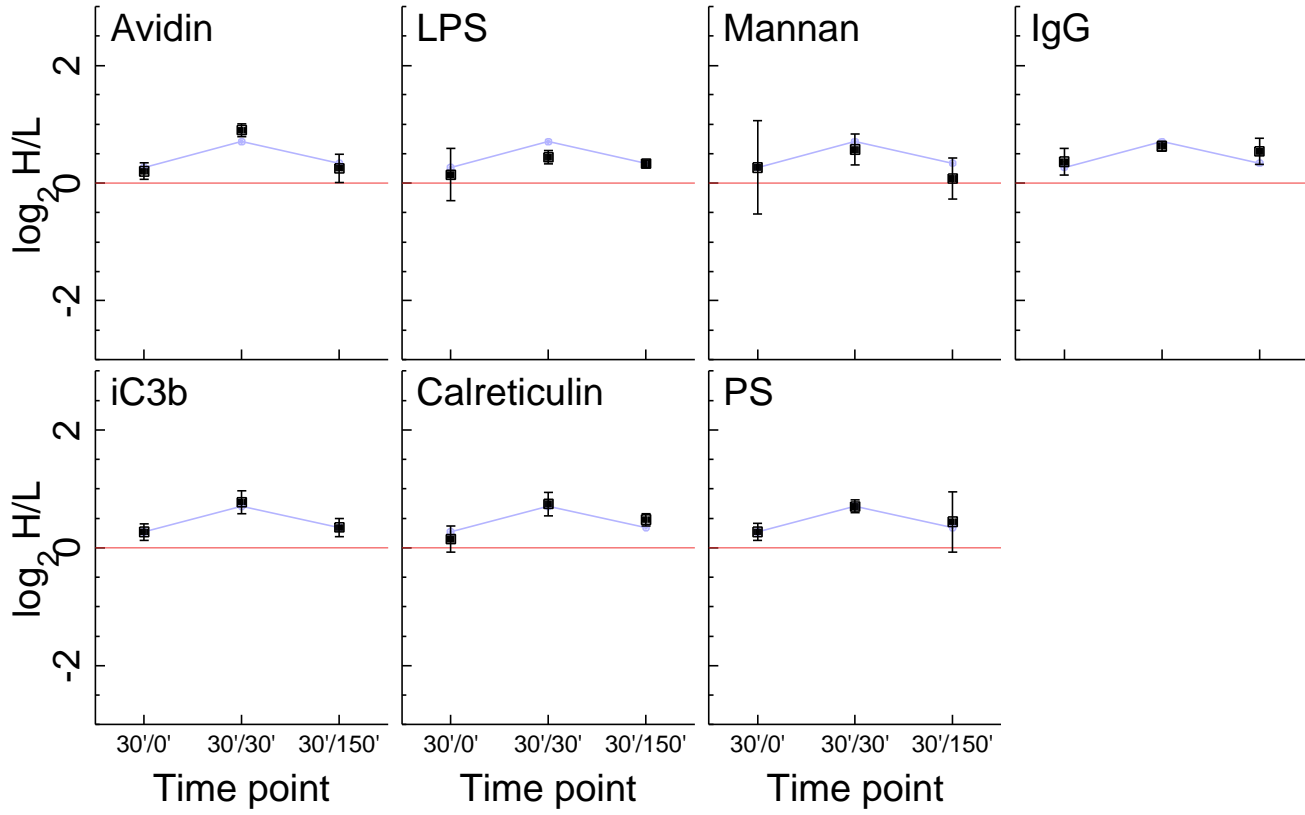 Avidin
LPS
Mannan
IgG
log2 H/L
2
0
-2
iC3b
Calreticulin
PS
log2 H/L
2
0
-2
30'/0' 30'/30' 30'/150'
30'/0' 30'/30' 30'/150'
30'/0' 30'/30' 30'/150'
Time point
Time point
Time point